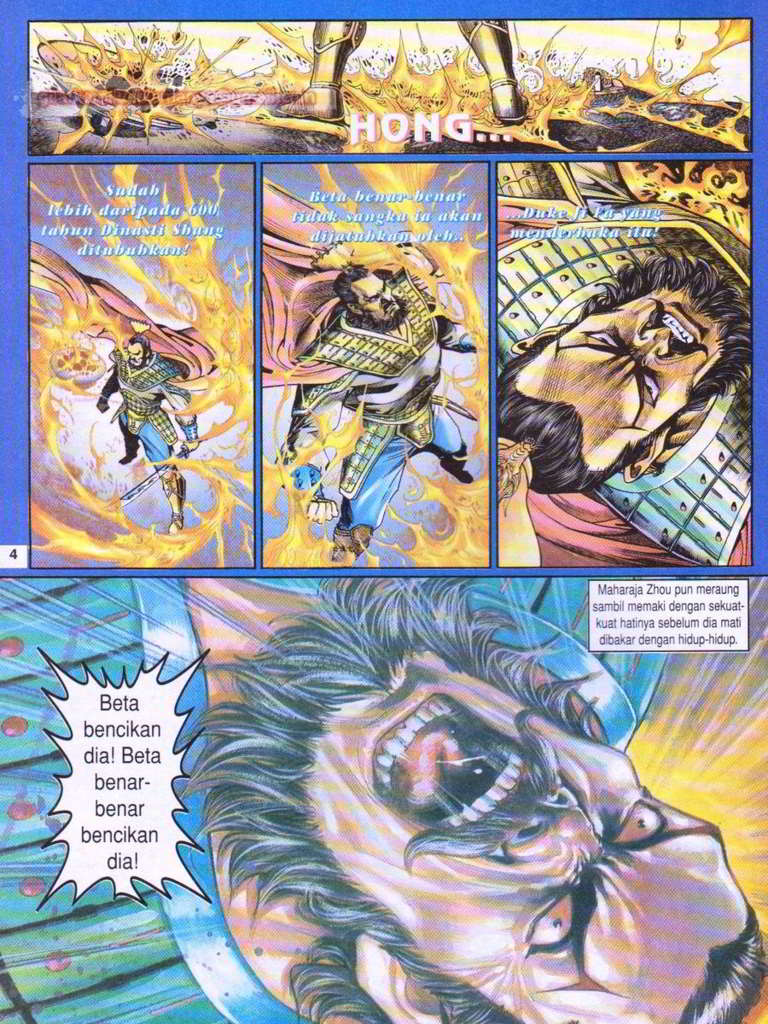 HONG...
Sudah
lebih daripada 600
tahun Dinasti Shang
ditubuhkan!
Beta benar-benar
tidak sangka ia akan
dijatuhkan oleh..
...Duke Ji Fa yang
menderhaka itu!
4
Maharaja Zhou pun meraung
sambil memaki dengan sekuat-
kuat hatinya sebelum dia mati
dibakar dengan hidup-hidup.
Beta
bencikan
dia! Beta
benar-
benar
bencikan
dia!